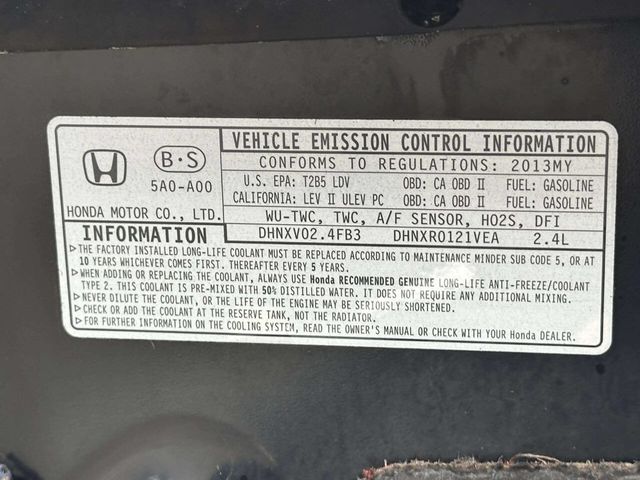 B·S
5A0-A00
HONDA MOTOR CO., LTD.
VEHICLE EMISSION CONTROL INFORMATION
CONFORMS TO REGULATIONS: 2013MY
U.S. EPA: T2B5 LDV OBD: CA OBD II FUEL: GASOLINE
CALIFORNIA: LEV II ULEV PC OBD: CA OBD II FUEL: GASOLINE
WU-TWC, TWC, A/F SENSOR, HO2S, DFI
DHNXV02.4FB3 DHNXR0121VEA 2.4L
INFORMATION
▷THE FACTORY INSTALLED LONG-LIFE COOLANT MUST BE REPLACED ACCORDING TO MAINTENANCE MINDER SUB CODE 5, OR AT
10 YEARS WHICHEVER COMES FIRST. THEREAFTER EVERY 5 YEARS.
▷WHEN ADDING OR REPLACING THE COOLANT, ALWAYS USE Honda RECOMMENDED GENUINE LONG-LIFE ANTI-FREEZE/COOLANT
TYPE 2. THIS COOLANT IS PRE-MIXED WITH 50% DISTILLED WATER. IT DOES NOT REQUIRE ANY ADDITIONAL MIXING.
▷NEVER DILUTE THE COOLANT, OR THE LIFE OF THE ENGINE MAY BE SERIOUSLY SHORTENED.
▷CHECK OR ADD THE COOLANT AT THE RESERVE TANK, NOT THE RADIATOR.
▷FOR FURTHER INFORMATION ON THE COOLING SYSTEM, READ THE OWNER'S MANUAL OR CHECK WITH YOUR Honda DEALER.